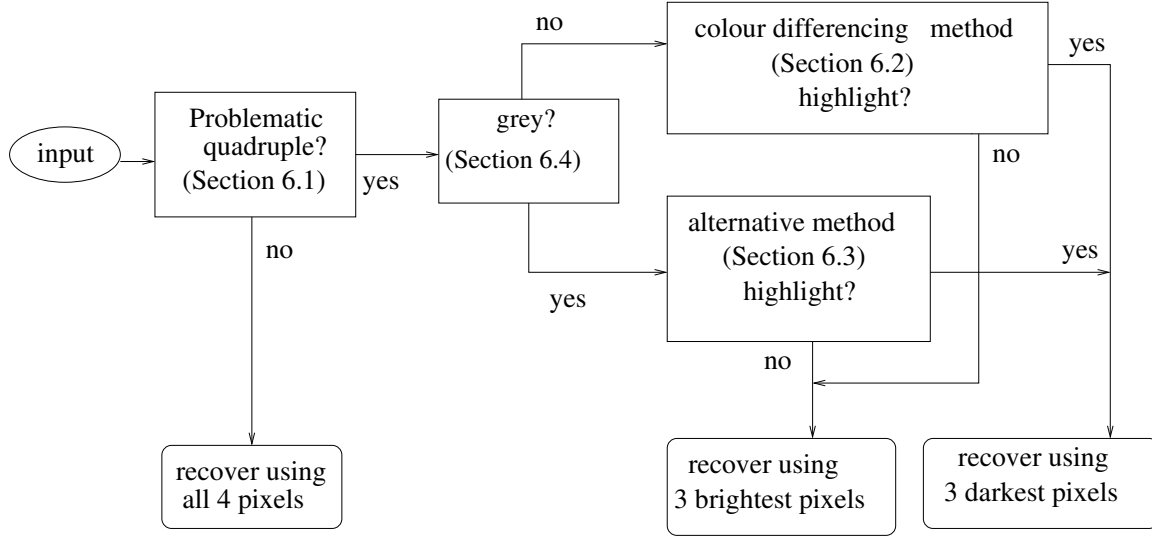 input
Problematic
quadruple?
(Section 6.1)
yes
no
recover using
all 4 pixels
grey?
(Section 6.4)
no
yes
colour differencing method
(Section 6.2)
highlight?
yes
no
alternative method
(Section 6.3)
highlight?
yes
no
recover using
3 brightest pixels
recover using
3 darkest pixels